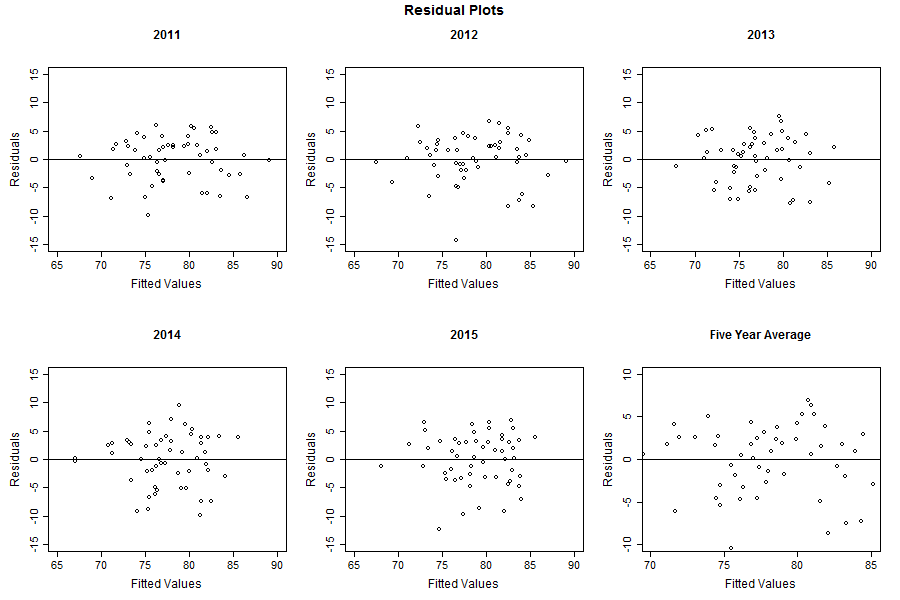 Residual Plots
2011
2012
2013
15
10
5
0
-5
-10
-15
Residuals
65 70 75 80 85 90
Fitted Values
15
10
5
0
-5
-10
-15
Residuals
65 70 75 80 85 90
Fitted Values
15
10
5
0
-5
-10
-15
Residuals
65 70 75 80 85 90
Fitted Values
2014
2015
Five Year Average
15
10
5
0
-5
-10
-15
Residuals
65 70 75 80 85 90
Fitted Values
15
10
5
0
-5
-10
-15
Residuals
65 70 75 80 85 90
Fitted Values
10
5
0
-5
-10
Residuals
70 75 80 85
Fitted Values